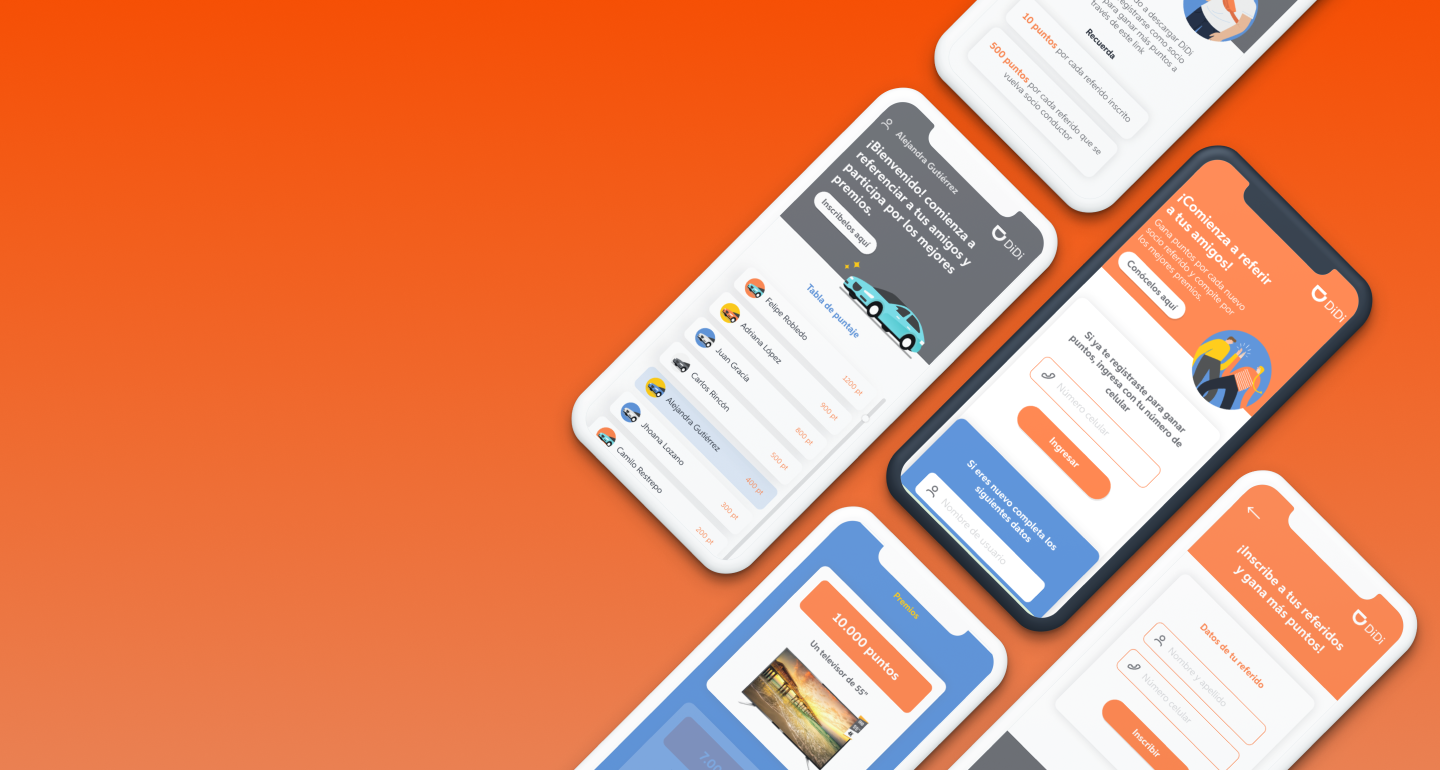 do a descargar DiDi
registrarse como socio
para ganar más puntos a
través de este link
Recuerda
10 puntos por cada referido inscrito
500 puntos por cada referido que se
vuelva socio conductor
Alejandra Gutiérrez
¡Bienvenido! comienza a
referenciar a tus amigos y
participa por los mejores
premios.
Inscríbelos aquí
DiDi
Tabla de puntaje
Felipe Robledo 1200 pt
Adriana López 900 pt
Juan Gracía 800 pt
Carlos Rincón 500 pt
Alejandra Gutiérrez 400 pt
Jhoana Lozano 300 pt
Camilo Restrepo 200 pt
¡Comienza a referir
a tus amigos!
Gana puntos por cada nuevo
socio referido y compite por
los mejores premios.
Conócelos aquí
DiDi
Si ya te registraste para ganar
puntos, ingresa con tu número de
celular
Número celular
Ingresar
Si eres nuevo completa los
siguientes datos
Nombre de usuario
Premios
10.000 puntos
Un televisor de 55"
7.00
¡Inscribe a tus referidos
y gana más puntos!
DiDi
Datos de tu referido
Nombre y apellido
Número celular
Inscribir